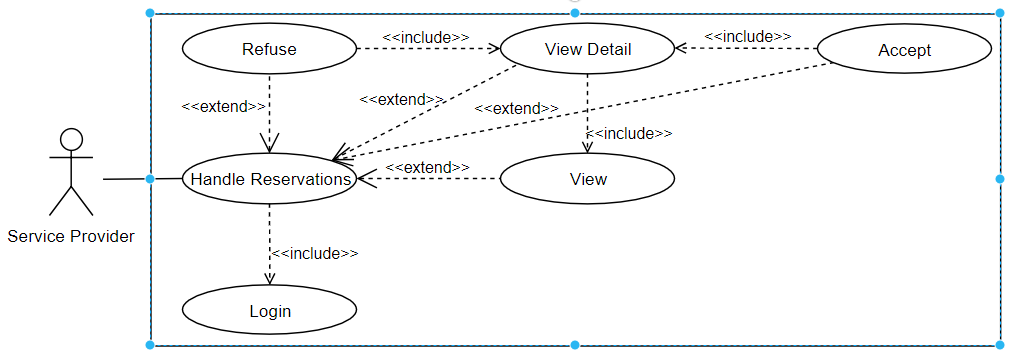 Refuse
<<include>>
View Detail
<<include>>
Accept
<<extend>>
<<extend>>
<<extend>>
<<include>>
Handle Reservations
<<extend>>
View
Service Provider
<<include>>
Login